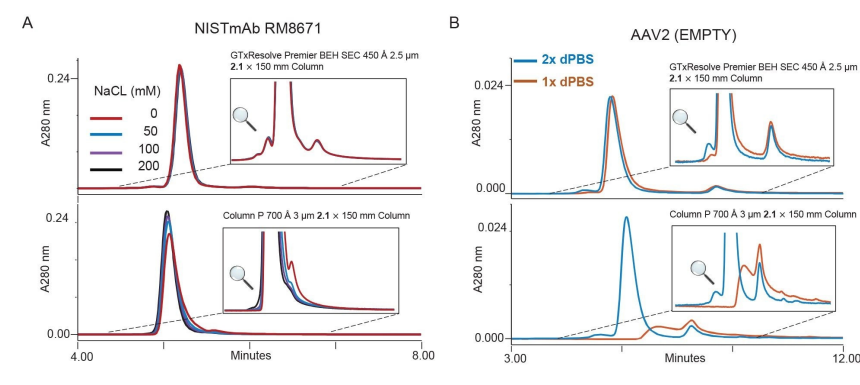 A
NISTmAb RM8671
GTxResolve Premier BEH SEC 450 Å 2.5 µm
2.1 × 150 mm Column
0.24
NaCL (mM)
0
50
100
200
A280 nm
Column P 700 Å 3 µm 2.1 × 150 mm Column
0.24
A280 nm
0.00
4.00
Minutes
8.00
B
AAV2 (EMPTY)
2x dPBS
1x dPBS
GTxResolve Premier BEH SEC 450 Å 2.5 µm
2.1 × 150 mm Column
0.024
A280 nm
0.000
Column P 700 Å 3 µm 2.1 × 150 mm Column
0.024
A280 nm
0.000
3.00
Minutes
12.00